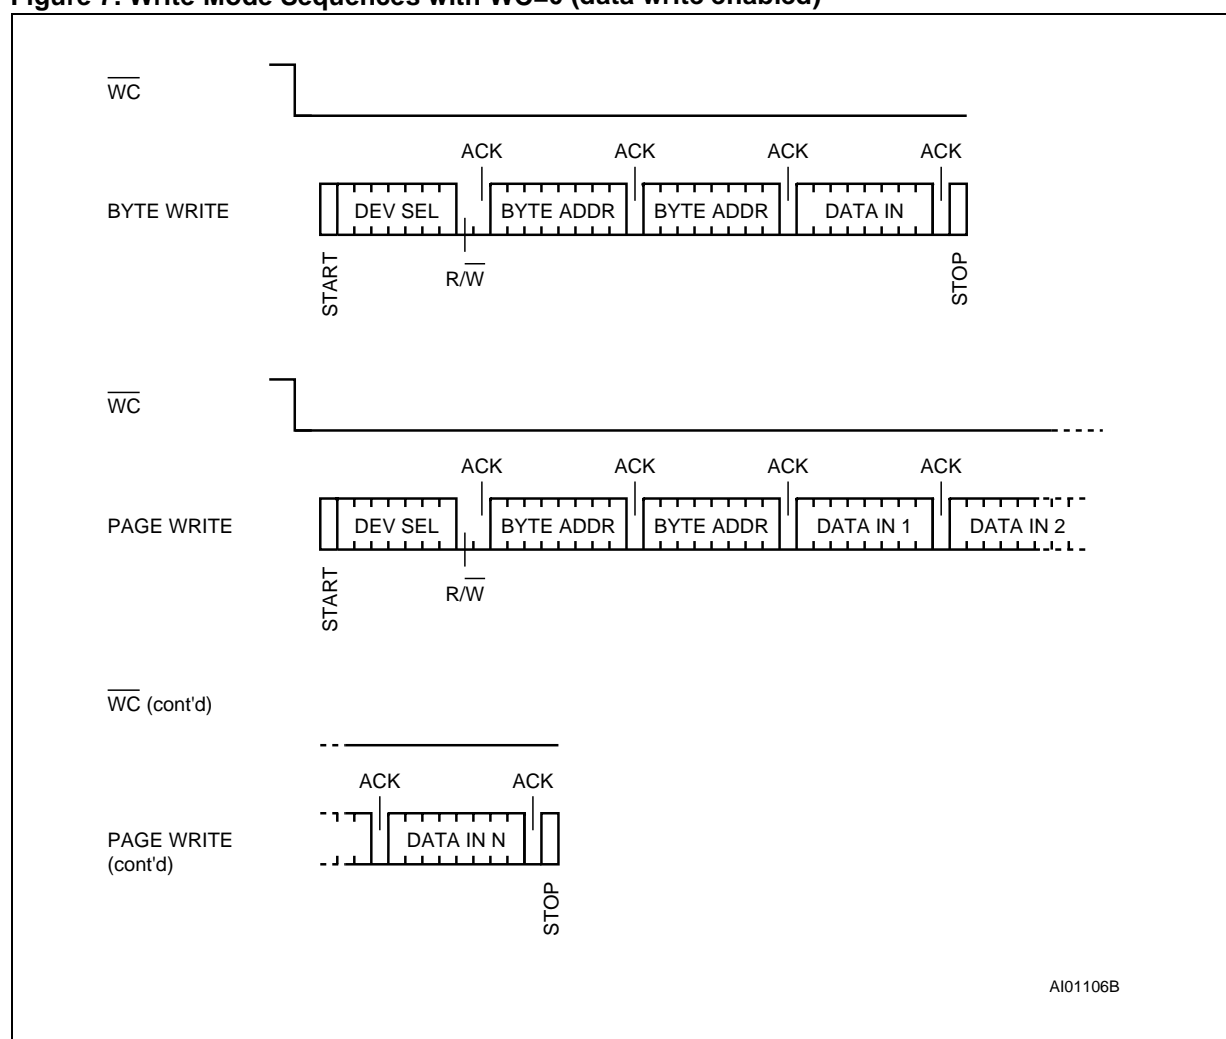 Figure 7. Write Mode Sequences with WC=0 (data write enabled)
WC
ACK ACK ACK ACK
BYTE WRITE DEV SEL BYTE ADDR BYTE ADDR DATA IN
START R/W STOP
WC
ACK ACK ACK ACK
PAGE WRITE DEV SEL BYTE ADDR BYTE ADDR DATA IN 1 DATA IN 2
START R/W
WC (cont'd)
ACK ACK
PAGE WRITE DATA IN N
(cont'd)
STOP
AI01106B